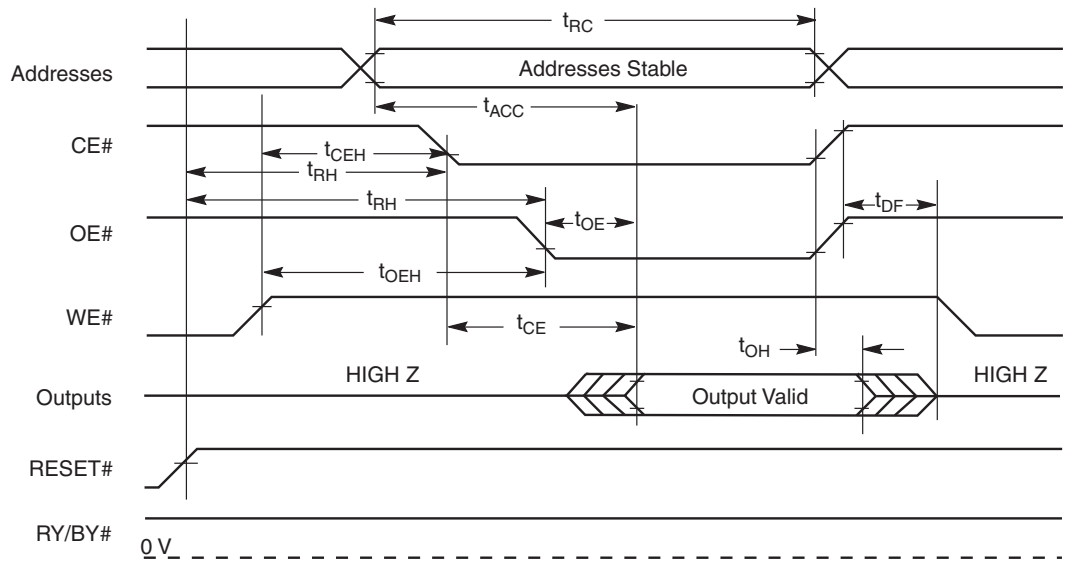 tRC
Addresses
Addresses Stable
tACC
CE#
tCEH
tRH
tRH
OE#
tOE
tDF
tOEH
WE#
tCE
tOH
HIGH Z
HIGH Z
Outputs
Output Valid
RESET#
RY/BY#
0 V